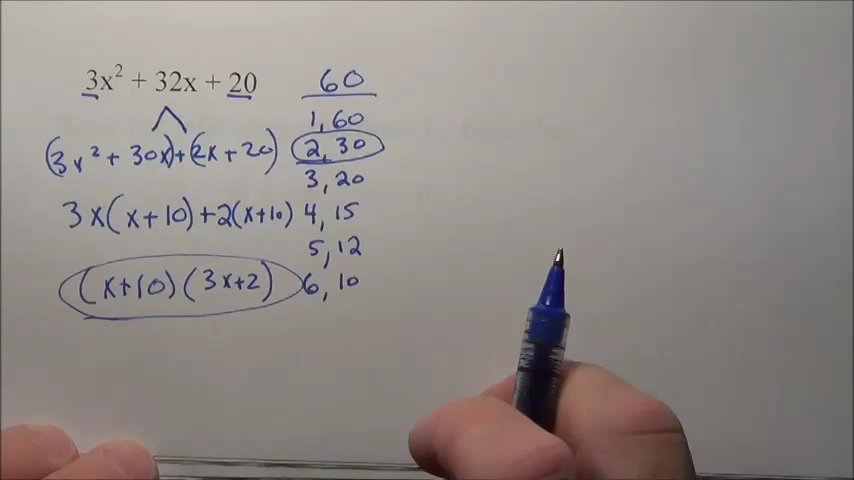 3x² + 32x + 20
(3x² + 30x) + (2x + 20)
3x(x+10) + 2(x+10)
(x+10)(3x+2)
60
1, 60
2, 30
3, 20
4, 15
5, 12
6, 10